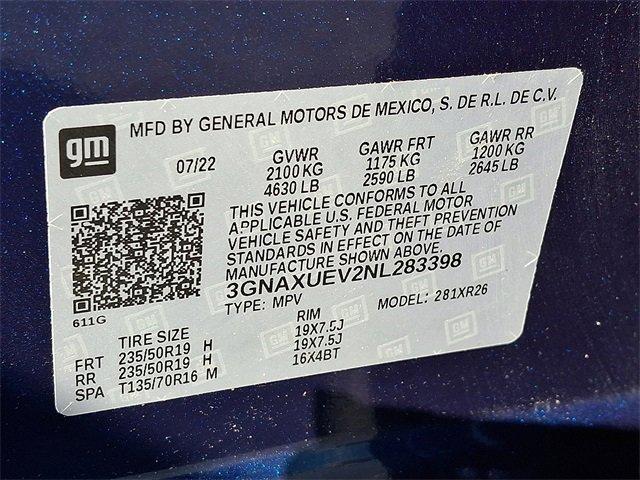 gm
MFD BY GENERAL MOTORS DE MEXICO, S. DE R.L. DE C.V.
07/22 GVWR GAWR FRT GAWR RR
2100 KG 1175 KG 1200 KG
4630 LB 2590 LB 2645 LB
THIS VEHICLE CONFORMS TO ALL
APPLICABLE U.S. FEDERAL MOTOR
VEHICLE SAFETY AND THEFT PREVENTION
STANDARDS IN EFFECT ON THE DATE OF
MANUFACTURE SHOWN ABOVE.
3GNAXUEV2NL283398
TYPE: MPV MODEL: 281XR26
611G
TIRE SIZE RIM
FRT 235/50R19 H 19X7.5J
RR 235/50R19 H 19X7.5J
SPA T135/70R16 M 16X4BT